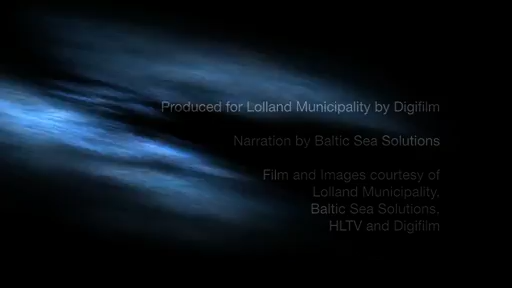 Produced for Lolland Municipality by Digifilm
Narration by Baltic Sea Solutions
Film and Images courtesy of
Lolland Municipality,
Baltic Sea Solutions,
HLTV and Digifilm